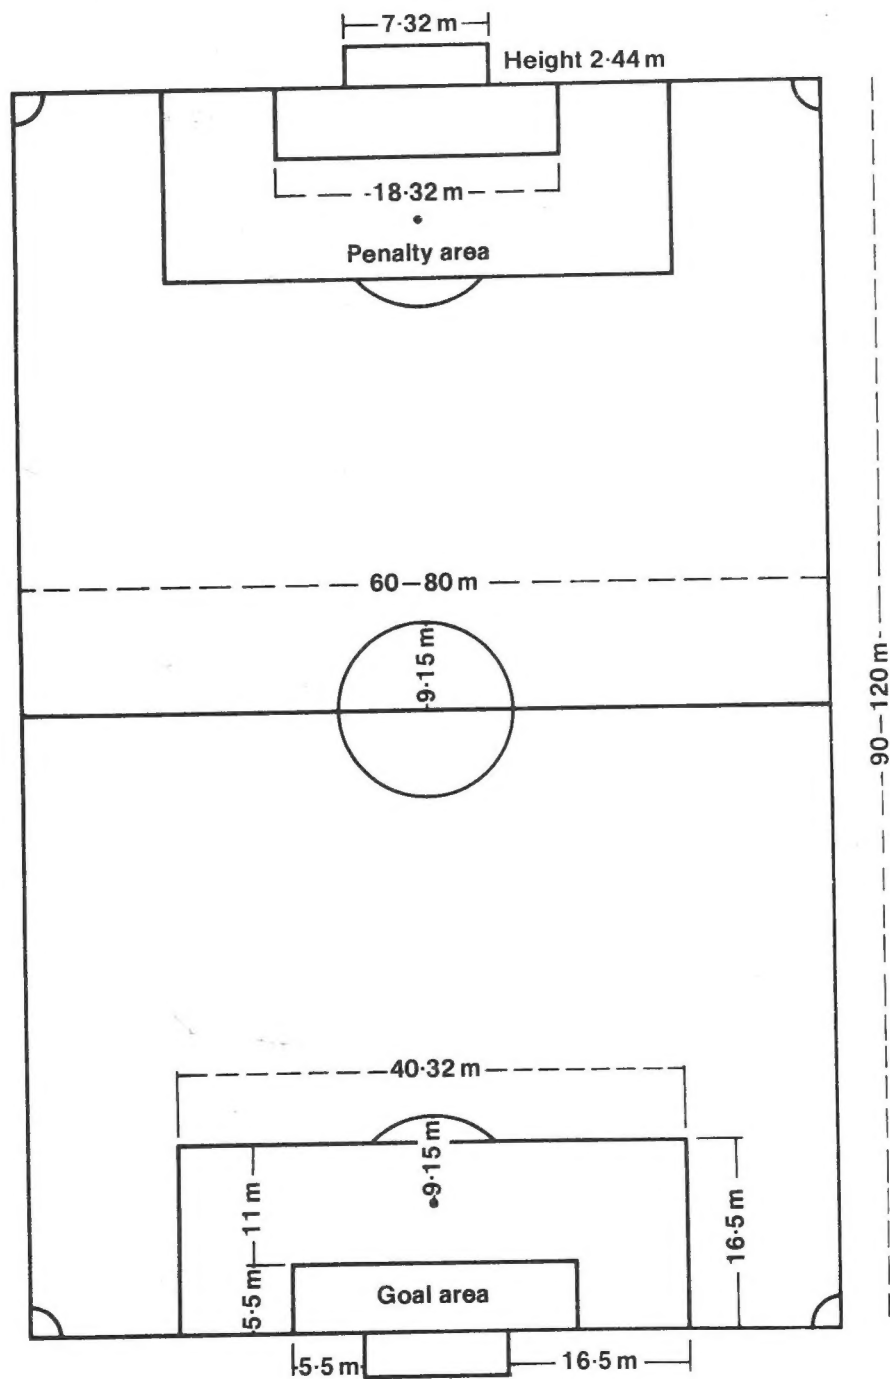 7·32 m
Height 2·44 m
18·32 m
Penalty area
60–80 m
9·15 m
90–120 m
40·32 m
9·15 m
11 m
16·5 m
5·5 m
Goal area
5·5 m
16·5 m